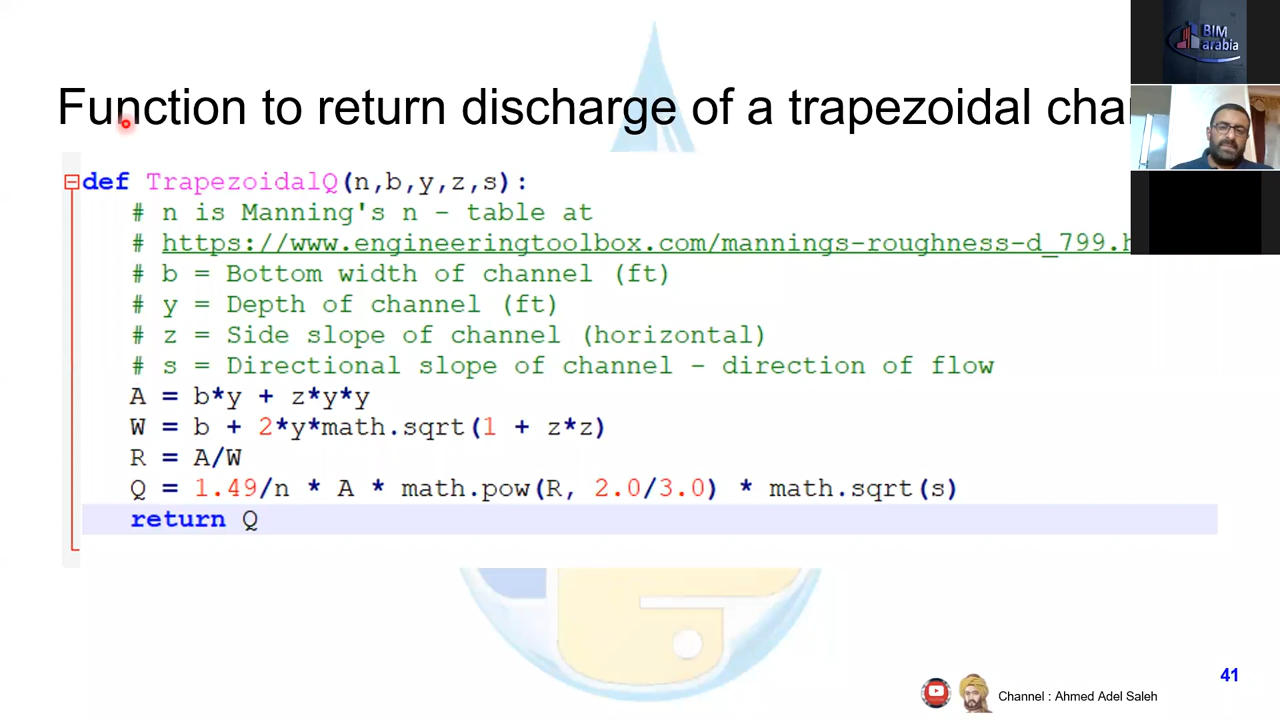 BIM
arabia
Function to return discharge of a trapezoidal
def TrapezoidalQ(n,b,y,z,s):
# n is Manning's n - table at
# https://www.engineeringtoolbox.com/mannings-roughness-d_799.
# b = Bottom width of channel (ft)
# y = Depth of channel (ft)
# z = Side slope of channel (horizontal)
# s = Directional slope of channel - direction of flow
A = b*y + z*y*y
W = b + 2*y*math.sqrt(1 + z*z)
R = A/W
Q = 1.49/n * A * math.pow(R, 2.0/3.0) * math.sqrt(s)
return Q
41
Channel : Ahmed Adel Saleh